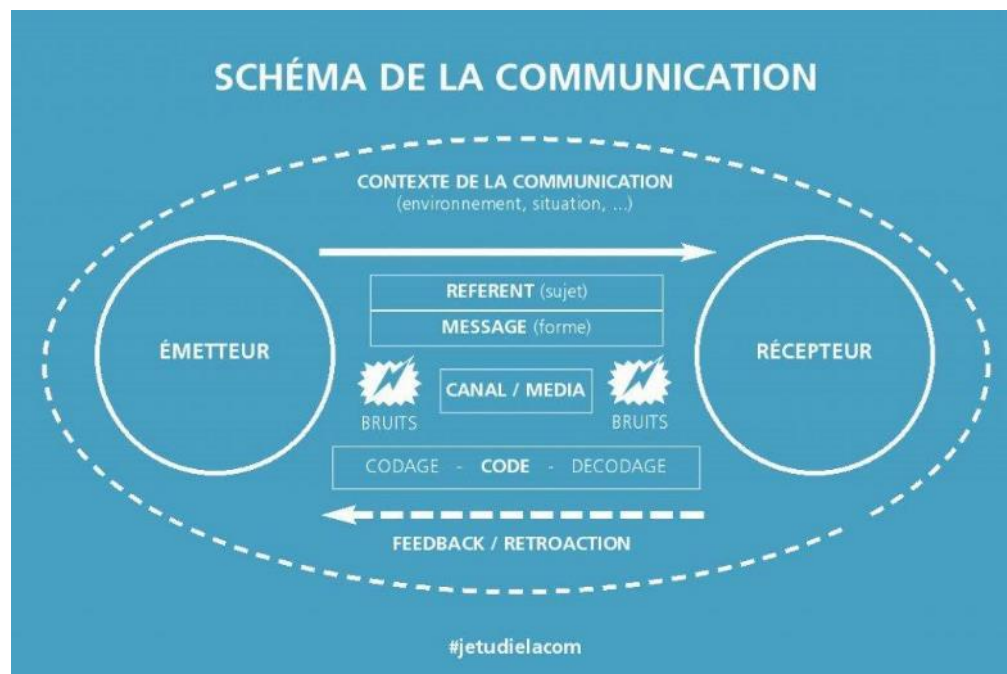 SCHÉMA DE LA COMMUNICATION
CONTEXTE DE LA COMMUNICATION
(environnement, situation, ...)
REFERENT (sujet)
MESSAGE (forme)
ÉMETTEUR
RÉCEPTEUR
CANAL / MEDIA
BRUITS
BRUITS
CODAGE - CODE - DECODAGE
FEEDBACK / RETROACTION
#jetudielacom